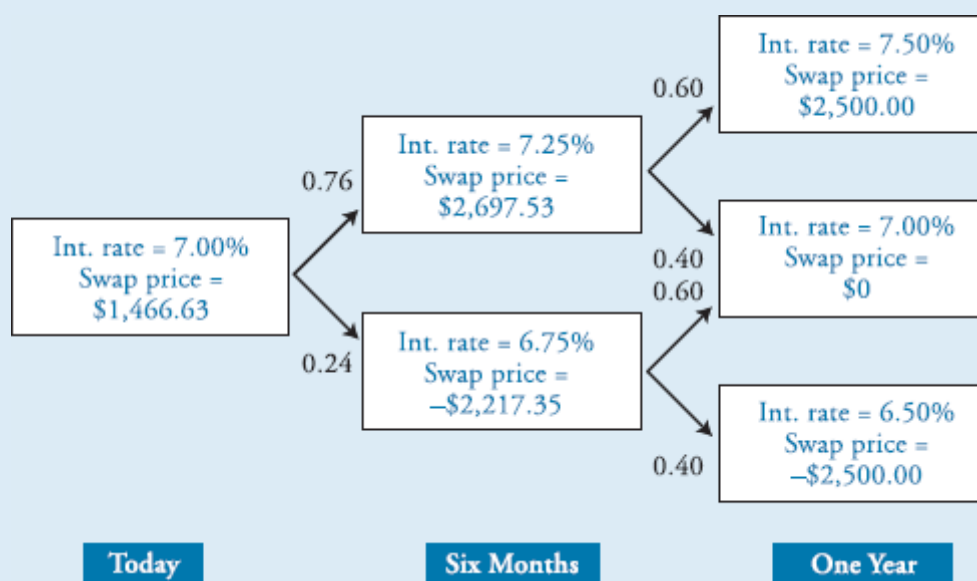 Int. rate = 7.50%
Swap price =
$2,500.00
0.60
Int. rate = 7.25%
Swap price =
$2,697.53
0.76
Int. rate = 7.00%
Swap price =
$1,466.63
Int. rate = 7.00%
Swap price =
$0
0.40
0.60
Int. rate = 6.75%
Swap price =
–$2,217.35
0.24
Int. rate = 6.50%
Swap price =
–$2,500.00
0.40
Today
Six Months
One Year